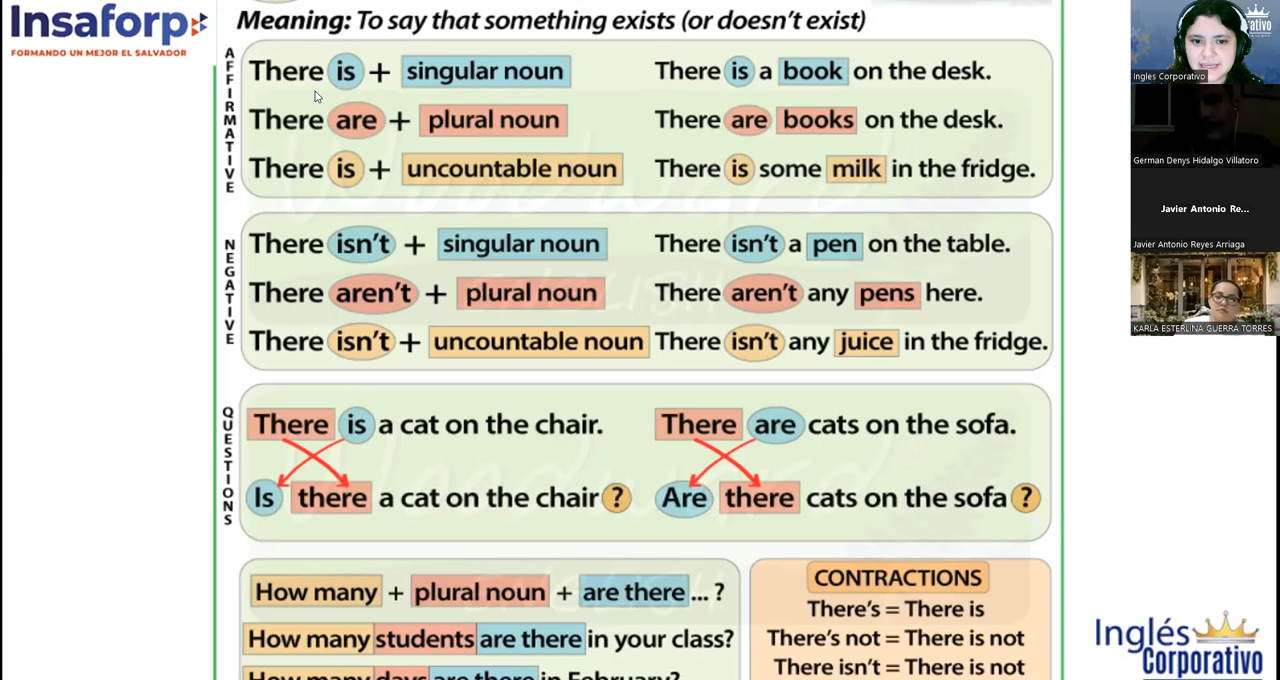 Insaforp
FORMANDO UN MEJOR EL SALVADOR
Meaning: To say that something exists (or doesn't exist)
AFFIRMATIVE
There is + singular noun
There is a book on the desk.
There are + plural noun
There are books on the desk.
There is + uncountable noun
There is some milk in the fridge.
NEGATIVE
There isn't + singular noun
There isn't a pen on the table.
There aren't + plural noun
There aren't any pens here.
There isn't + uncountable noun
There isn't any juice in the fridge.
QUESTIONS
There is a cat on the chair.
There are cats on the sofa.
Is there a cat on the chair?
Are there cats on the sofa?
How many + plural noun + are there ... ?
How many students are there in your class?
How many days are there in February?
CONTRACTIONS
There's = There is
There's not = There is not
There isn't = There is not
Inglés
Corporativo
Ingles Corporativo
German Denys Hidalgo Villatoro
Javier Antonio Re...
Javier Antonio Reyes Arriaga
KARLA ESTERLINA GUERRA TORRES